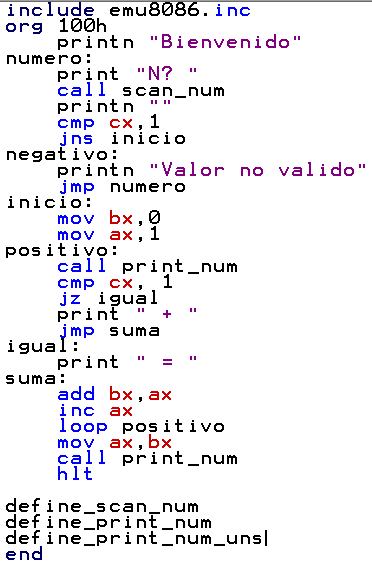 include emu8086.inc
org 100h
printn "Bienvenido"
numero:
print "N? "
call scan_num
printn ""
cmp cx,1
jns inicio
negativo:
printn "Valor no valido"
jmp numero
inicio:
mov bx,0
mov ax,1
positivo:
call print_num
cmp cx, 1
jz igual
print " + "
jmp suma
igual:
print " = "
suma:
add bx,ax
inc ax
loop positivo
mov ax,bx
call print_num
hlt
define_scan_num
define_print_num
define_print_num_uns
end